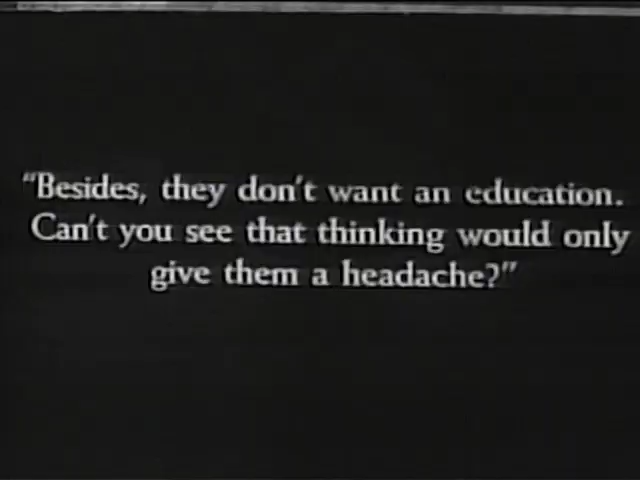 “Besides, they don't want an education.
Can't you see that thinking would only
give them a headache?”